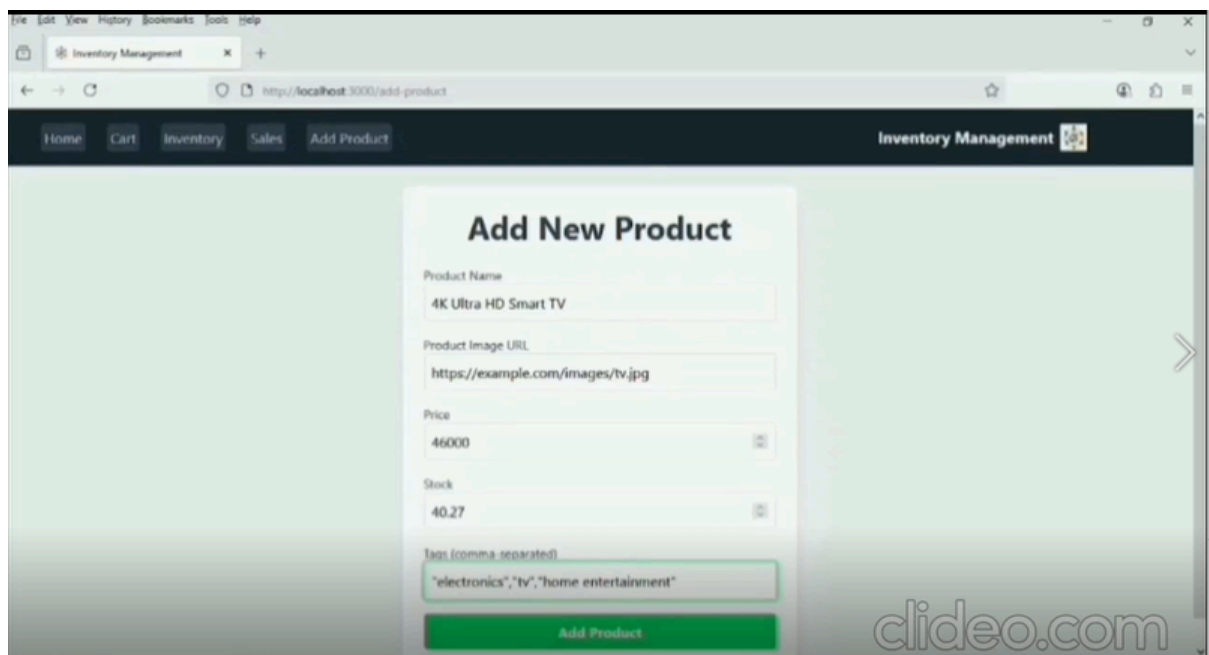 File Edit View History Bookmarks Tools Help
Inventory Management
http://localhost:3000/add-product
Home Cart Inventory Sales Add Product Inventory Management
Add New Product
Product Name
4K Ultra HD Smart TV
Product Image URL
https://example.com/images/tv.jpg
Price
46000
Stock
40.27
Tags (comma-separated)
"electronics","tv","home entertainment"
Add Product
clideo.com